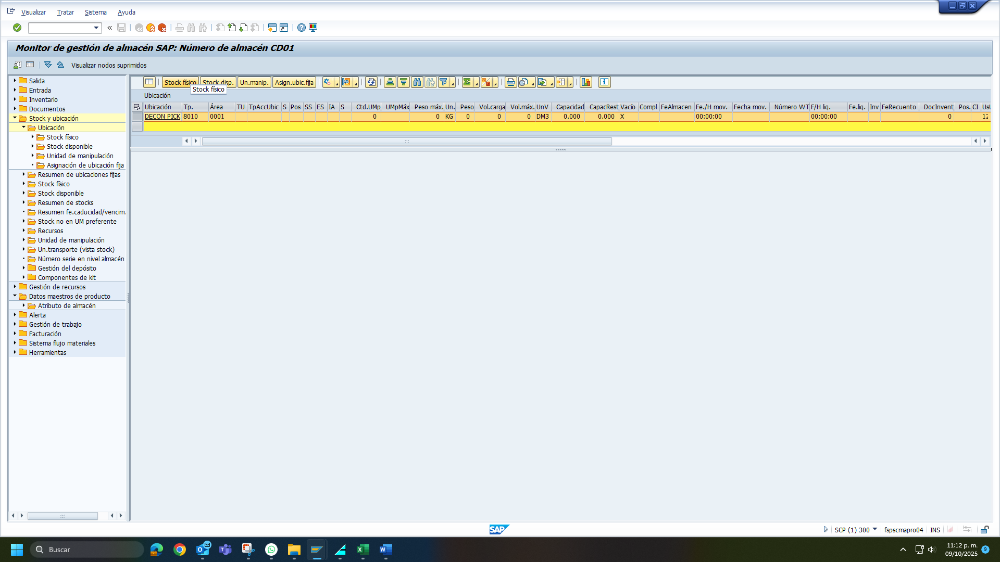 Visualizar Tratar Sistema Ayuda
Monitor de gestión de almacén SAP: Número de almacén CD01
Visualizar nodos suprimidos
Stock físico Stock disp. Un.manip. Asign.ubic.fija
Stock físico
Ubicación
Ubicación Tp. Área TU TpAccUbic S Pos SS ES IA S Ctd.UMp UMpMáx Peso máx. Un. Peso Vol.carga Vol.máx. UnV Capacidad CapacRest Vacío Compl FeAlmacen Fe./H mov. Fecha mov. Número WT F/H liq. Fe.liq. Inv FeRecuento DocInvent Pos. CI
DECON PICK 8010 0001 0 0 KG 0 0 0 DM3 0.000 0.000 X 00:00:00 00:00:00 0 12
Salida
Entrada
Inventario
Documentos
Stock y ubicación
Ubicación
Stock físico
Stock disponible
Unidad de manipulación
Asignación de ubicación fija
Resumen de ubicaciones fijas
Stock físico
Stock disponible
Resumen de stocks
Resumen fe.caducidad/vencim.
Stock no en UM preferente
Recursos
Unidad de manipulación
Un.transporte (vista stock)
Número serie en nivel almacén
Gestión del depósito
Componentes de kit
Gestión de recursos
Datos maestros de producto
Atributo de almacén
Alerta
Gestión de trabajo
Facturación
Sistema flujo materiales
Herramientas
SAP
SCP (1) 300 fspscmapro04 INS
Buscar
11:12 p. m.
09/10/2025
9